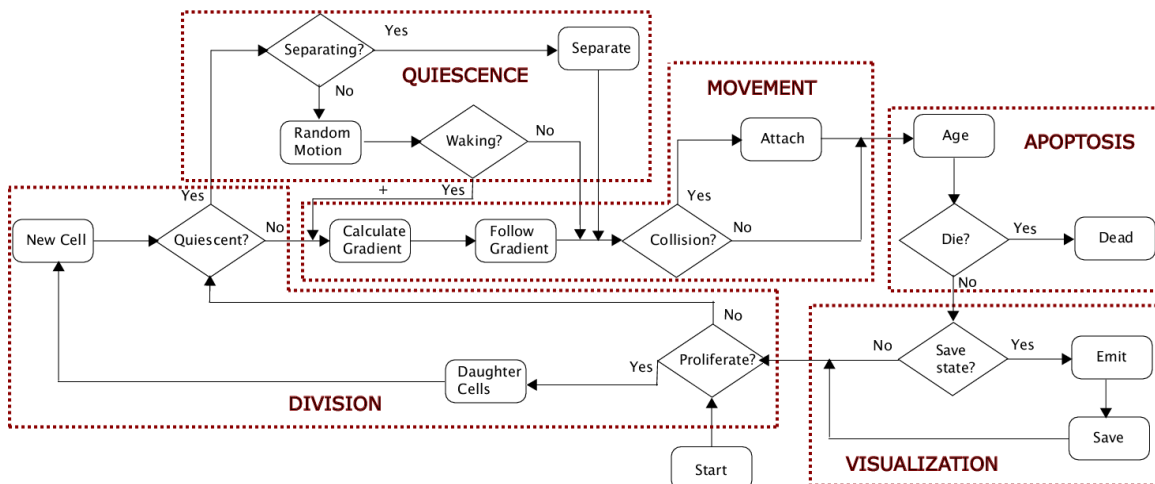 Separating?
Yes
Separate
QUIESCENCE
No
Random
Motion
Waking?
No
+
Yes
MOVEMENT
Attach
Yes
Age
APOPTOSIS
Yes
New Cell
Quiescent?
No
Calculate
Gradient
Follow
Gradient
Collision?
No
Die?
Yes
Dead
No
No
Proliferate?
Yes
Daughter
Cells
DIVISION
Start
No
Save
state?
Yes
Emit
Save
VISUALIZATION